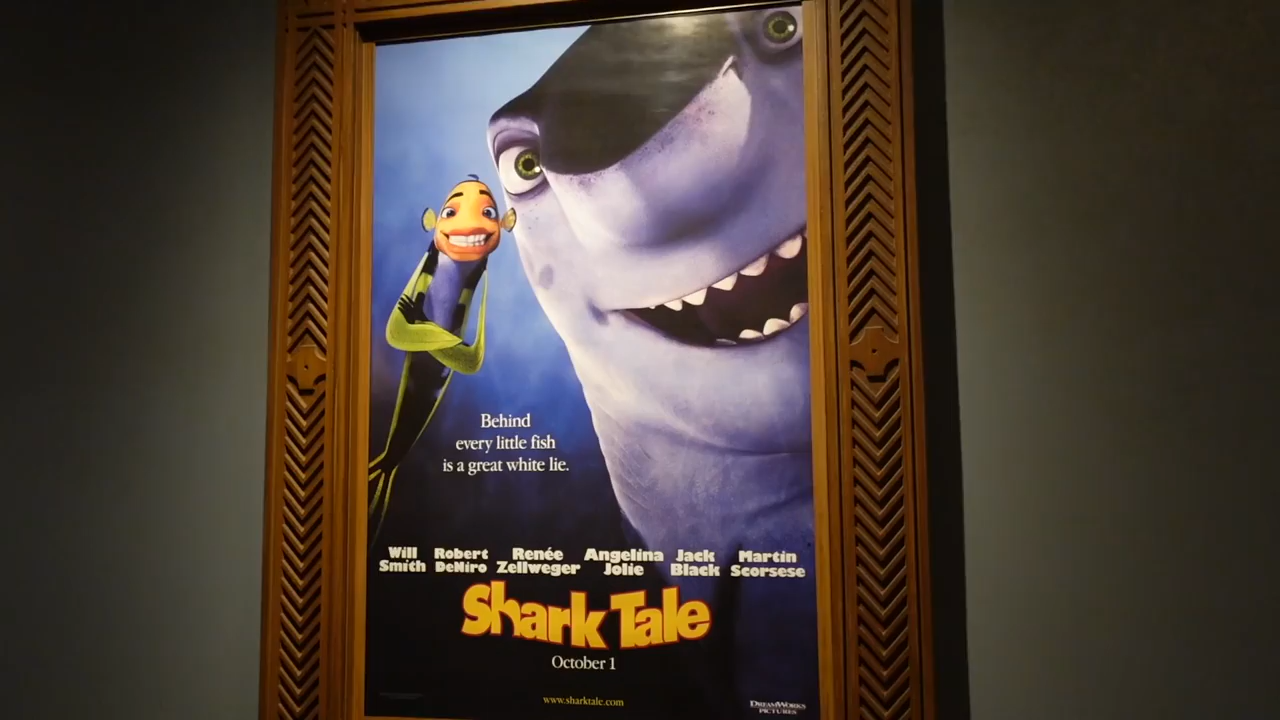 Behind
every little fish
is a great white lie.
Will Robert Renée Angelina Jack Martin
Smith DeNiro Zellweger Jolie Black Scorsese
Shark Tale
October 1
www.sharktale.com
DREAMWORKS
PICTURES